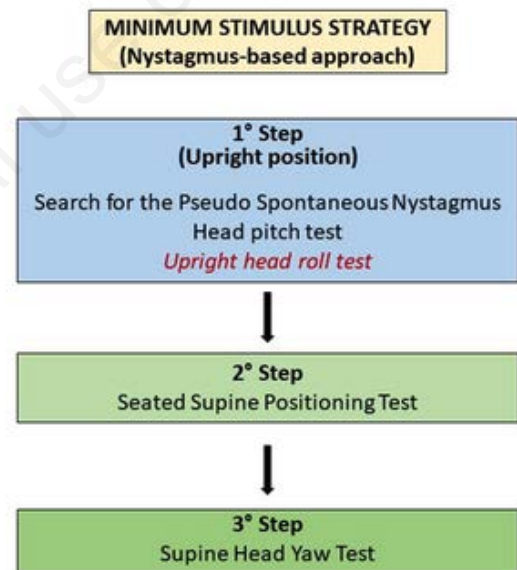 MINIMUM STIMULUS STRATEGY
(Nystagmus-based approach)
1° Step
(Upright position)
Search for the Pseudo Spontaneous Nystagmus
Head pitch test
Upright head roll test
2° Step
Seated Supine Positioning Test
3° Step
Supine Head Yaw Test